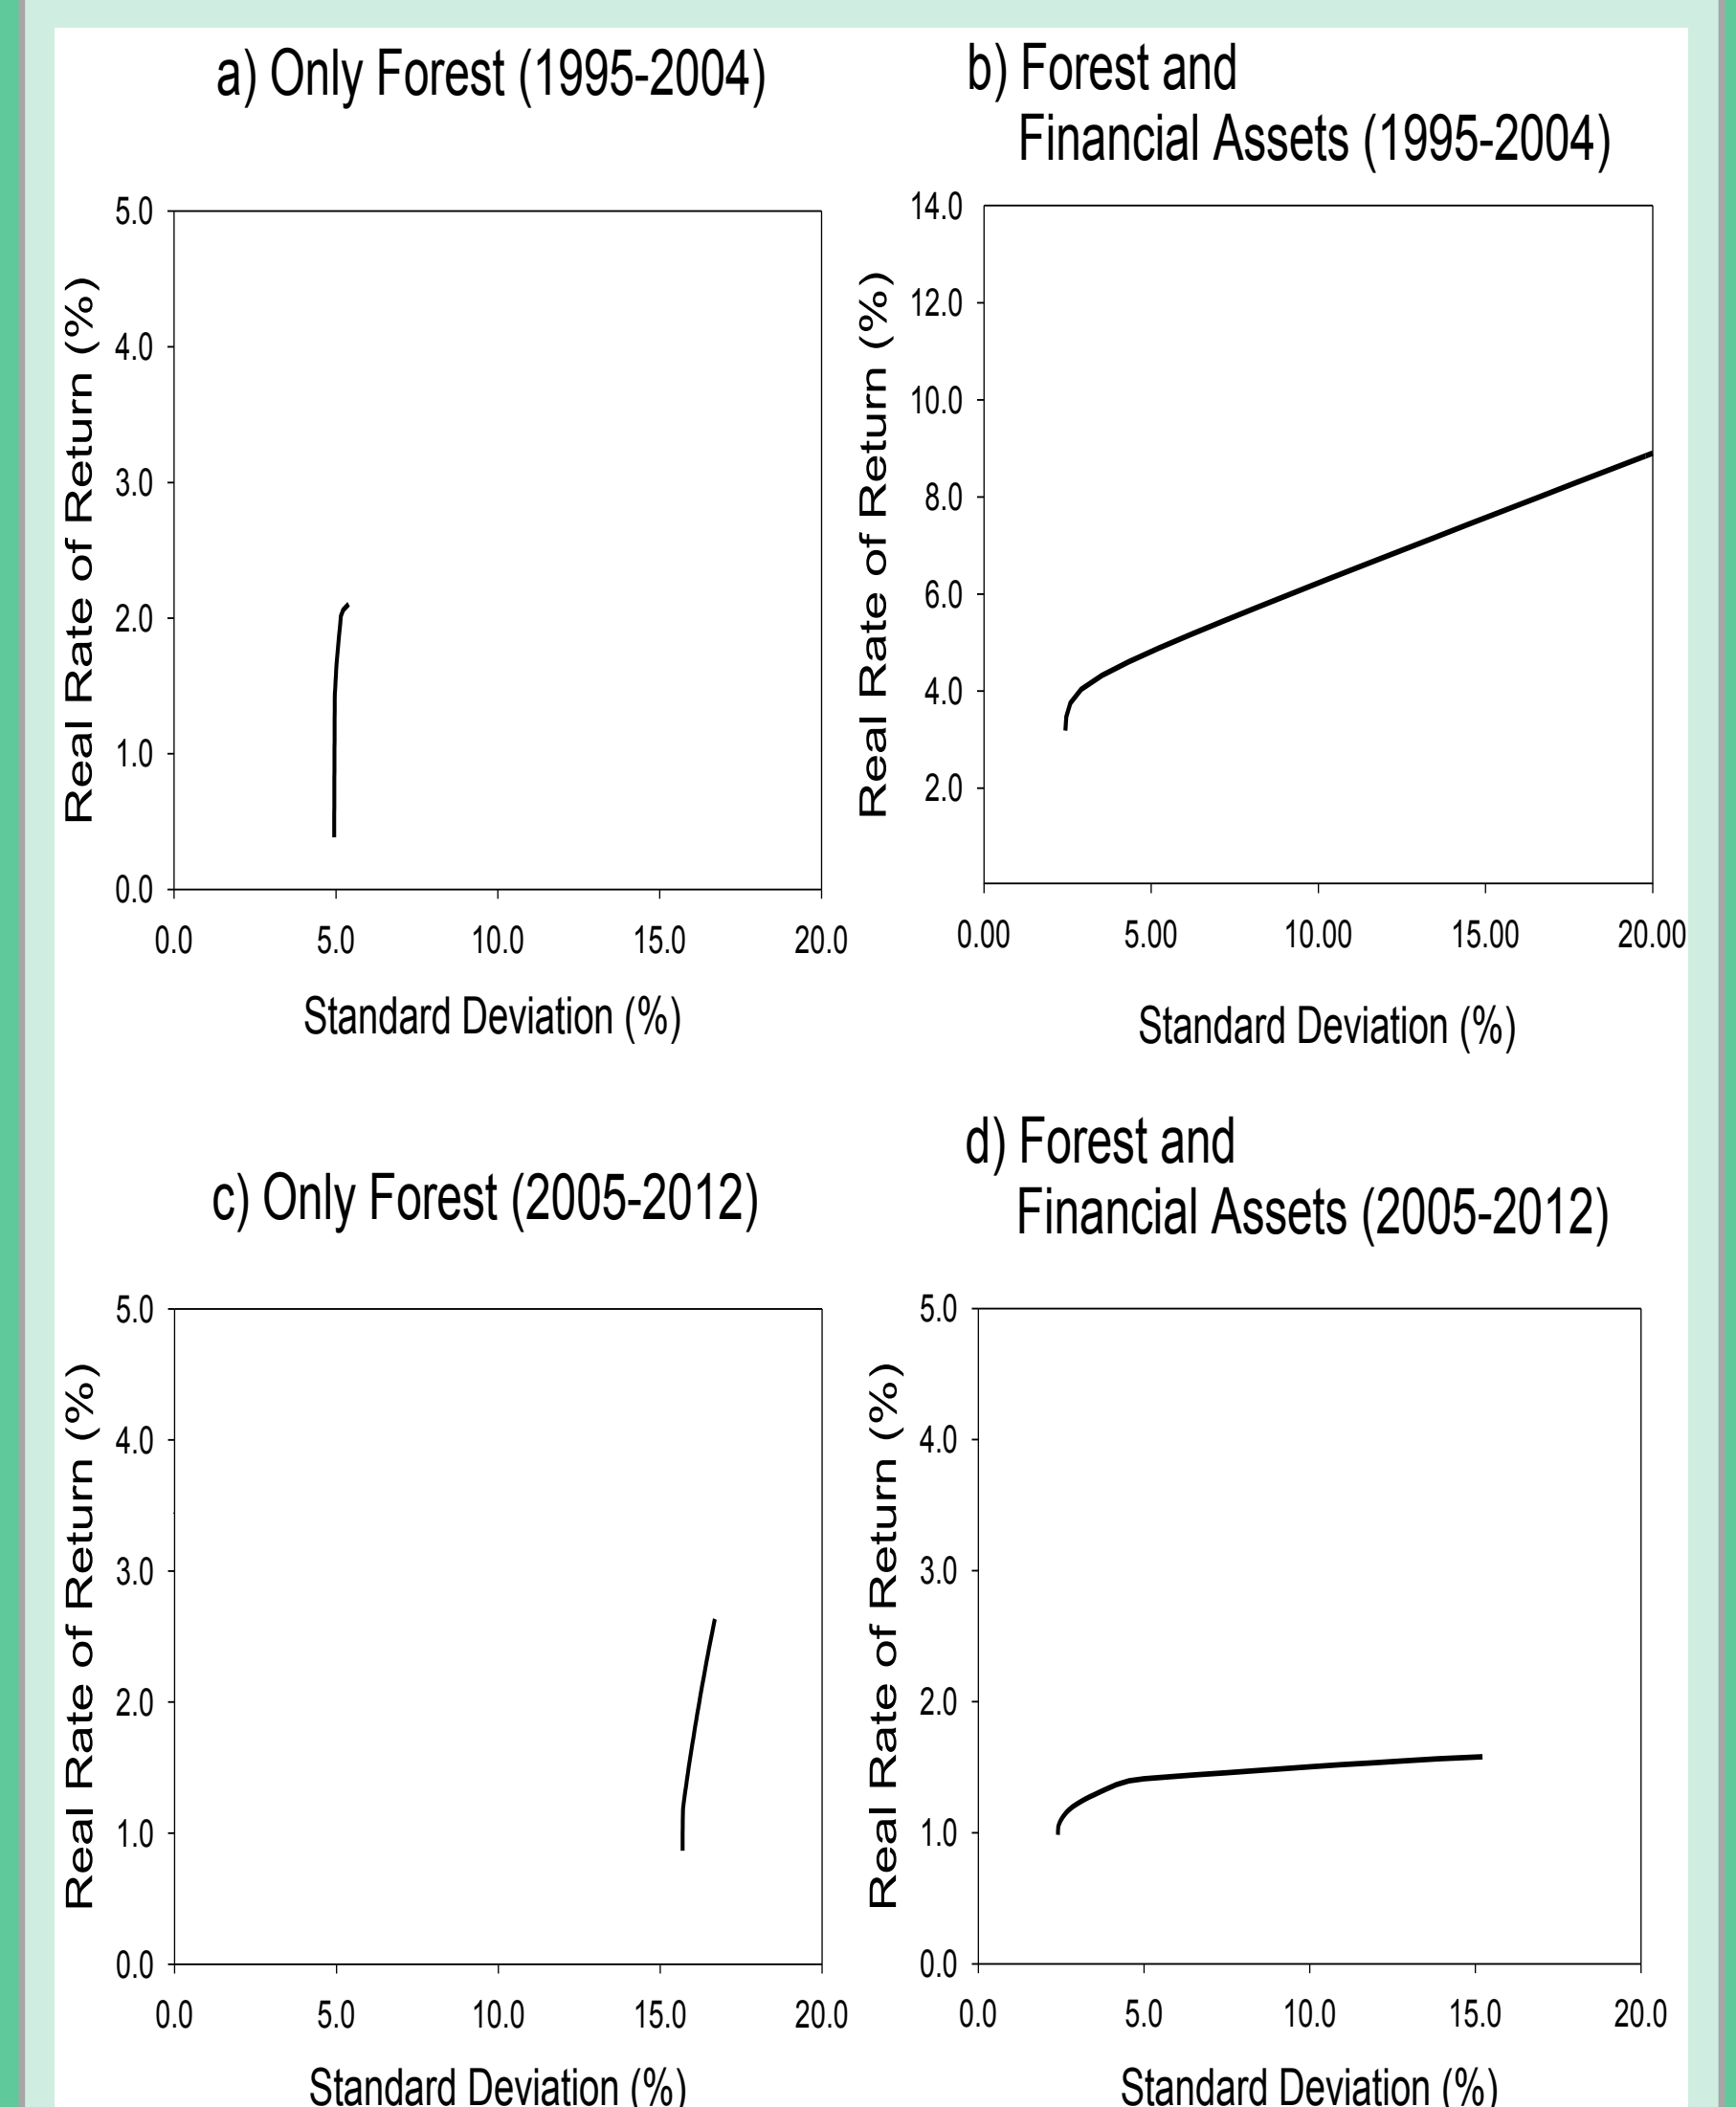 a) Only Forest (1995-2004)
b) Forest and
Financial Assets (1995-2004)
Real Rate of Return (%)
5.0
4.0
3.0
2.0
1.0
0.0
0.0 5.0 10.0 15.0 20.0
Standard Deviation (%)
Real Rate of Return (%)
14.0
12.0
10.0
8.0
6.0
4.0
2.0
0.00 5.00 10.00 15.00 20.00
Standard Deviation (%)
c) Only Forest (2005-2012)
d) Forest and
Financial Assets (2005-2012)
Real Rate of Return (%)
5.0
4.0
3.0
2.0
1.0
0.0
0.0 5.0 10.0 15.0 20.0
Standard Deviation (%)
Real Rate of Return (%)
5.0
4.0
3.0
2.0
1.0
0.0
0.0 5.0 10.0 15.0 20.0
Standard Deviation (%)